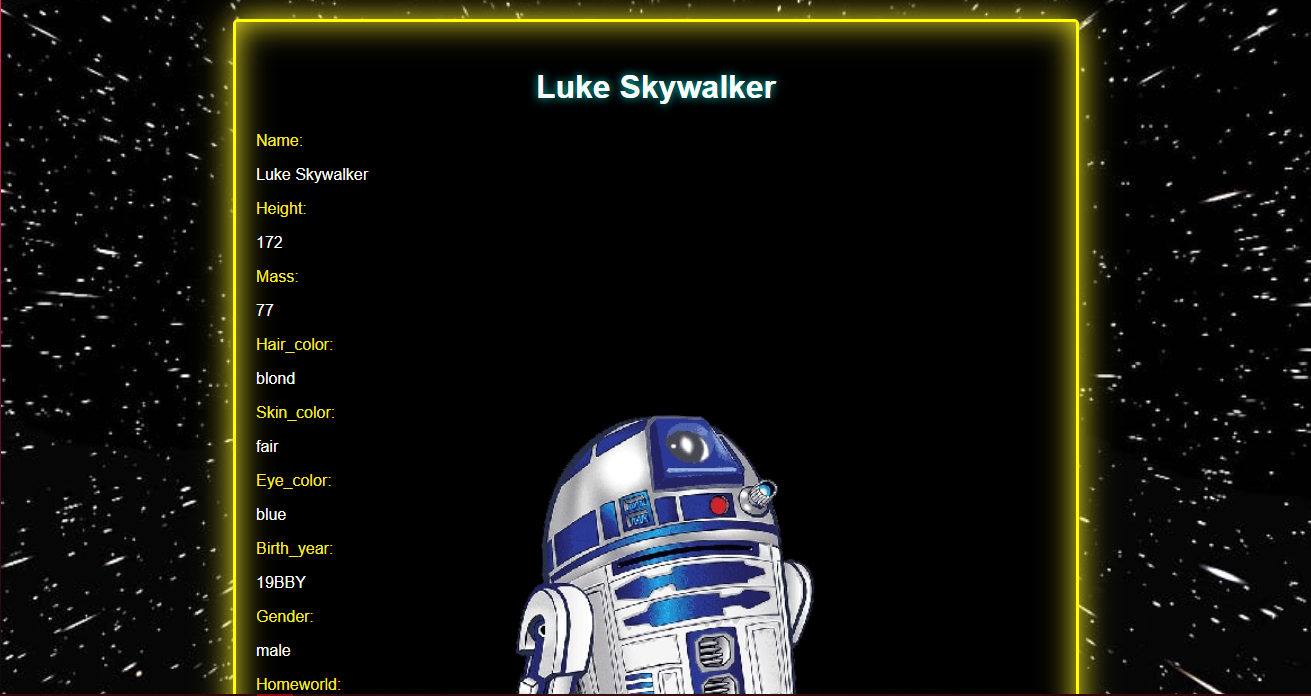 Luke Skywalker
Name:
Luke Skywalker
Height:
172
Mass:
77
Hair_color:
blond
Skin_color:
fair
Eye_color:
blue
Birth_year:
19BBY
Gender:
male
Homeworld: